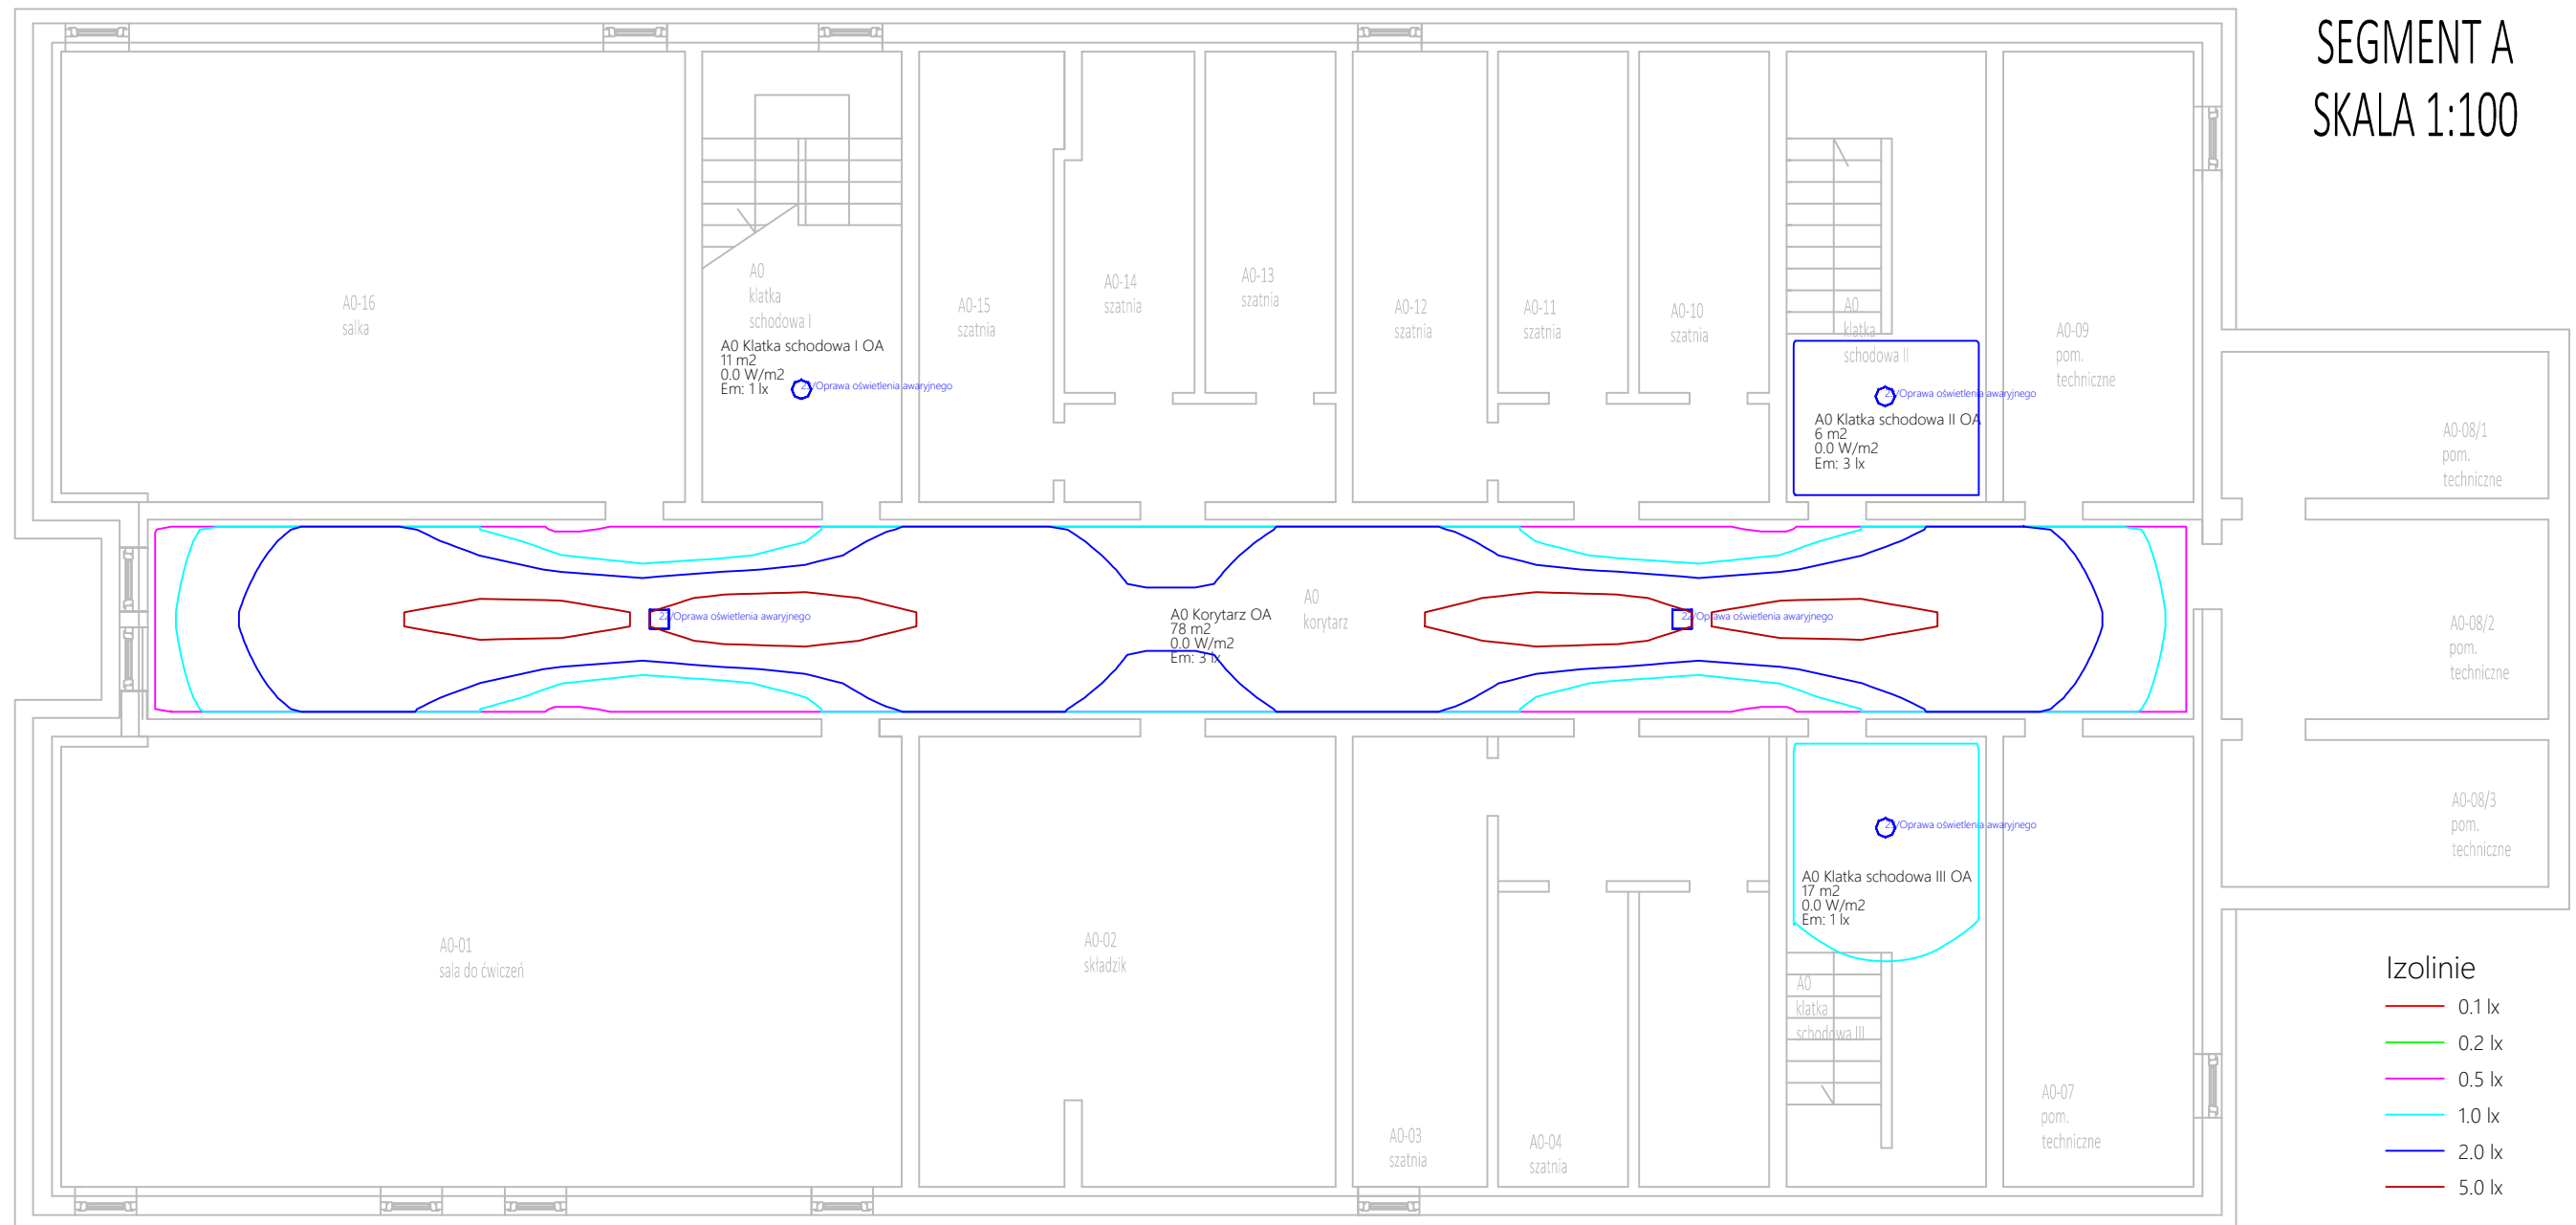 SEGMENT A
SKALA 1:100
A0-16
salka
A0
klatka
schodowa I
A0 Klatka schodowa I OA
11 m2
0.0 W/m2
Em: 1 lx
/Oprawa oświetlenia awaryjnego
A0-15
szatnia
A0-14
szatnia
A0-13
szatnia
A0-12
szatnia
A0-11
szatnia
A0-10
szatnia
A0
klatka
schodowa II
/Oprawa oświetlenia awaryjnego
A0 Klatka schodowa II OA
6 m2
0.0 W/m2
Em: 3 lx
A0-09
pom.
techniczne
A0-08/1
pom.
techniczne
/Oprawa oświetlenia awaryjnego
A0 Korytarz OA
78 m2
0.0 W/m2
Em: 3 lx
A0
korytarz
/Oprawa oświetlenia awaryjnego
A0-08/2
pom.
techniczne
A0-08/3
pom.
techniczne
/Oprawa oświetlenia awaryjnego
A0 Klatka schodowa III OA
17 m2
0.0 W/m2
Em: 1 lx
A0
klatka
schodowa III
A0-01
sala do ćwiczeń
A0-02
składzik
A0-03
szatnia
A0-04
szatnia
A0-07
pom.
techniczne
Izolinie
0.1 lx
0.2 lx
0.5 lx
1.0 lx
2.0 lx
5.0 lx